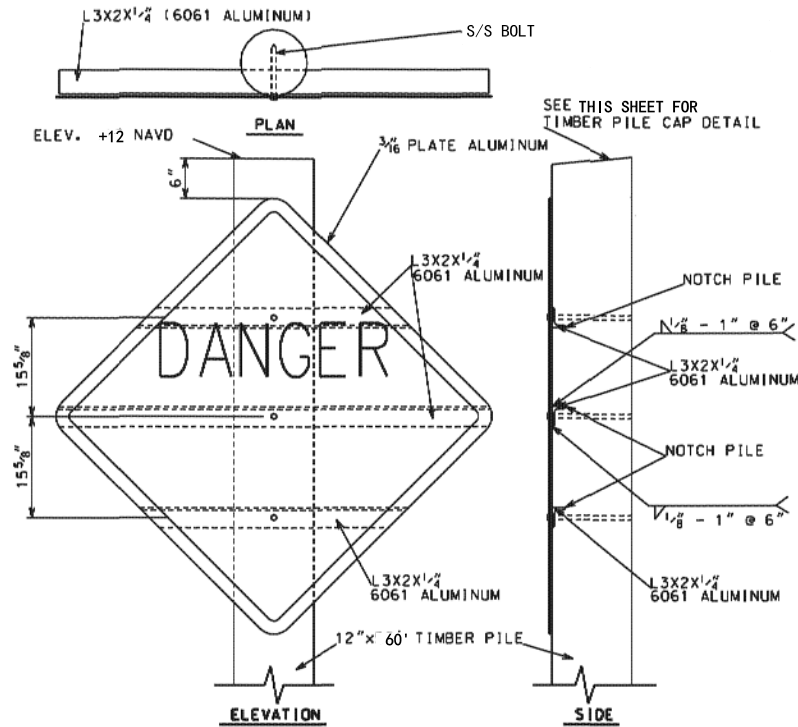 L3X2X1/4" (6061 ALUMINUM)
S/S BOLT
PLAN
SEE THIS SHEET FOR
TIMBER PILE CAP DETAIL
ELEV. +12 NAVD
3/16" PLATE ALUMINUM
6"
L3X2X1/4"
6061 ALUMINUM
NOTCH PILE
DANGER
1/8" - 1" @ 6"
15 5/8"
L3X2X1/4"
6061 ALUMINUM
15 5/8"
NOTCH PILE
1/8" - 1" @ 6"
L3X2X1/4"
6061 ALUMINUM
L3X2X1/4"
6061 ALUMINUM
12"x 60' TIMBER PILE
ELEVATION
SIDE